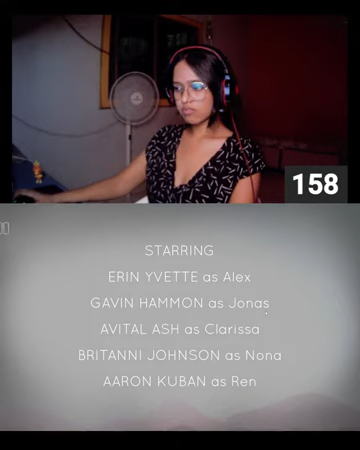 158
STARRING
ERIN YVETTE as Alex
GAVIN HAMMON as Jonas
AVITAL ASH as Clarissa
BRITANNI JOHNSON as Nona
AARON KUBAN as Ren